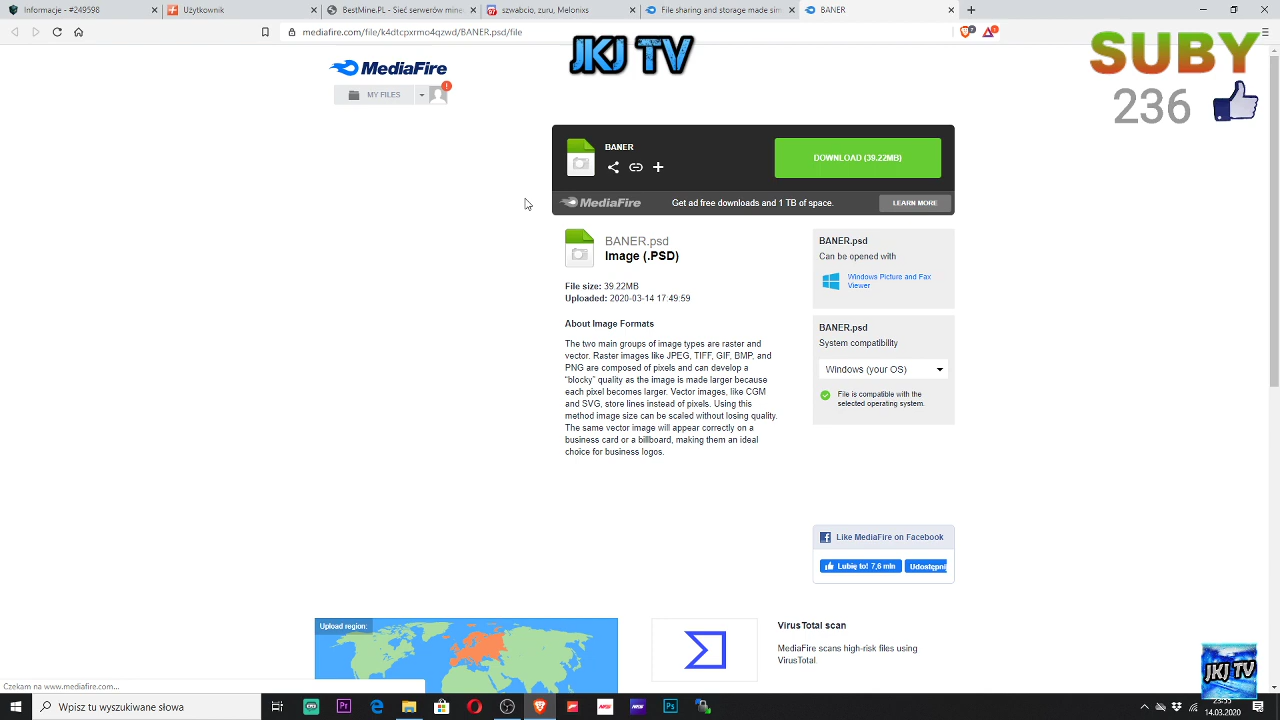 Informacje - #249598
Użytkownik
BestMinecraft.PL - Sieć serweró
szwabcio, zuru,
Making a shading
BANER
mediafire.com/file/k4dtcpxrmo4qzwd/BANER.psd/file
JKJ TV
SUBY
236
MediaFire
MY FILES
BANER
DOWNLOAD (39.22MB)
MediaFire
Get ad free downloads and 1 TB of space.
LEARN MORE
BANER.psd
Image (.PSD)
File size: 39.22MB
Uploaded: 2020-03-14 17:49:59
About Image Formats
The two main groups of image types are raster and
vector. Raster images like JPEG, TIFF, GIF, BMP, and
PNG are composed of pixels and can develop a
"blocky" quality as the image is made larger because
each pixel becomes larger. Vector images, like CGM
and SVG, store lines instead of pixels. Using this
method image size can be scaled without losing quality.
The same vector image will appear correctly on a
business card or a billboard, making them an ideal
choice for business logos.
BANER.psd
Can be opened with
Windows Picture and Fax
Viewer
BANER.psd
System compatibility
Windows (your OS)
File is compatible with the
selected operating system.
Like MediaFire on Facebook
Lubię to! 7,6 mln
Udostępnij
Upload region:
VirusTotal scan
MediaFire scans high-risk files using
VirusTotal.
JKJ TV
Czekam na www.mediafire.com...
Wpisz tu wyszukiwane słowa
Pr
Ps
23:55
14.03.2020